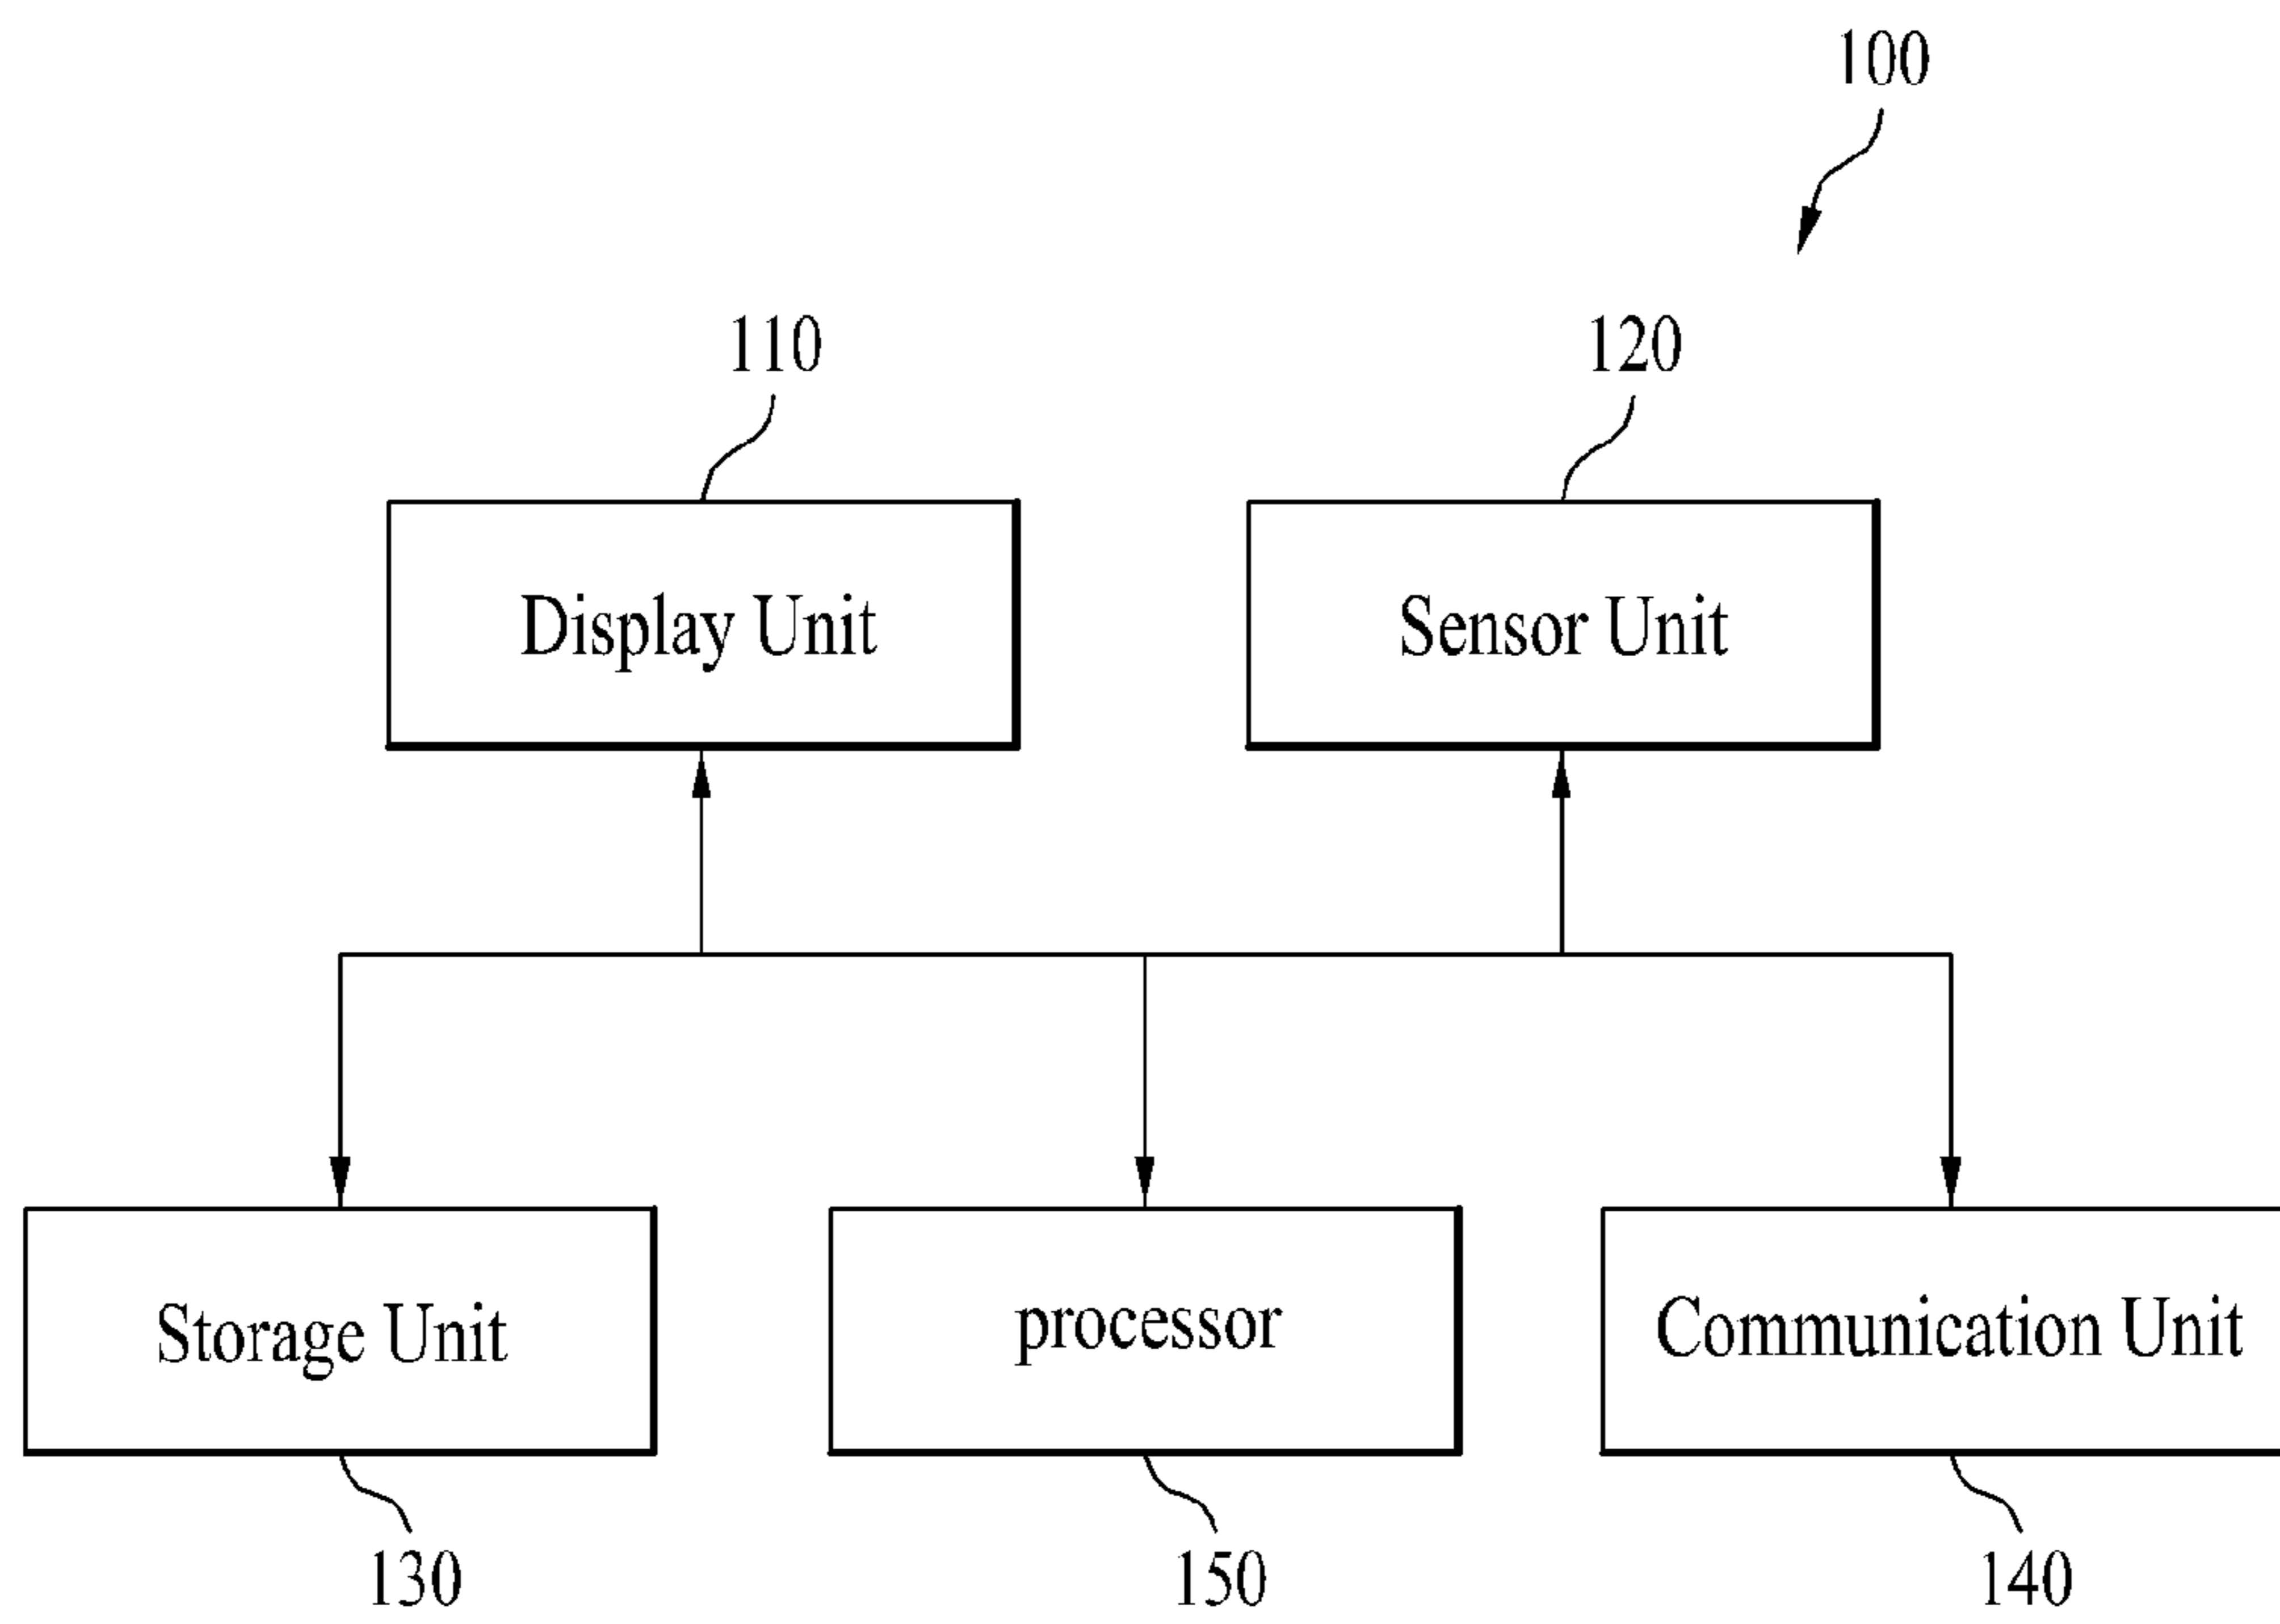 100
110
120
Display Unit
Sensor Unit
Storage Unit
processor
Communication Unit
130
150
140